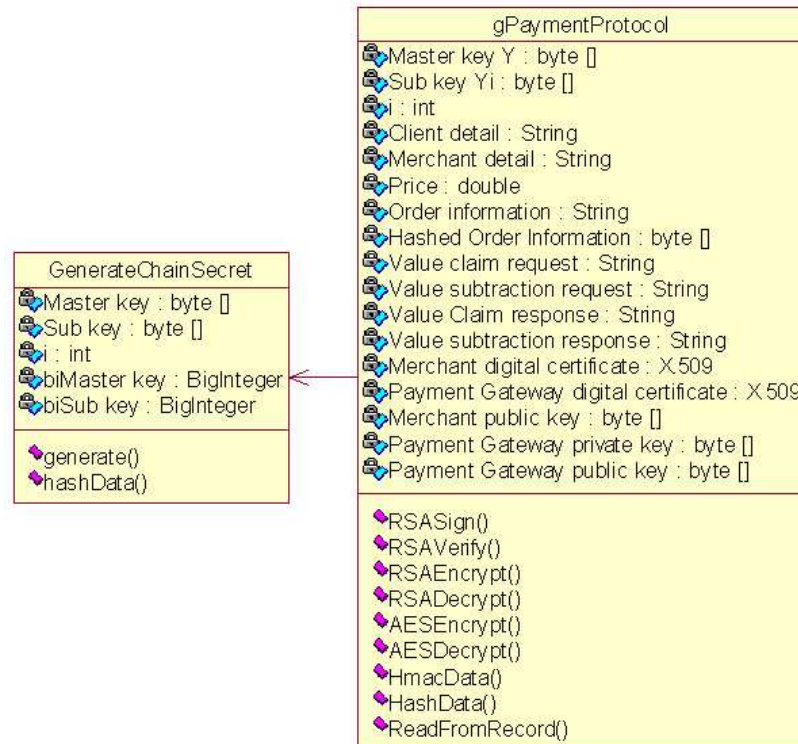 gPaymentProtocol
Master key Y : byte []
Sub key Yi : byte []
i : int
Client detail : String
Merchant detail : String
Price : double
Order information : String
Hashed Order Information : byte []
Value claim request : String
Value subtraction request : String
Value Claim response : String
Value subtraction response : String
Merchant digital certificate : X509
Payment Gateway digital certificate : X509
Merchant public key : byte []
Payment Gateway private key : byte []
Payment Gateway public key : byte []
RSASign()
RSAVerify()
RSAEncrypt()
RSADecrypt()
AESEncrypt()
AESDecrypt()
HmacData()
HashData()
ReadFromRecord()
GenerateChainSecret
Master key : byte []
Sub key : byte []
i : int
biMaster key : BigInteger
biSub key : BigInteger
generate()
hashData()